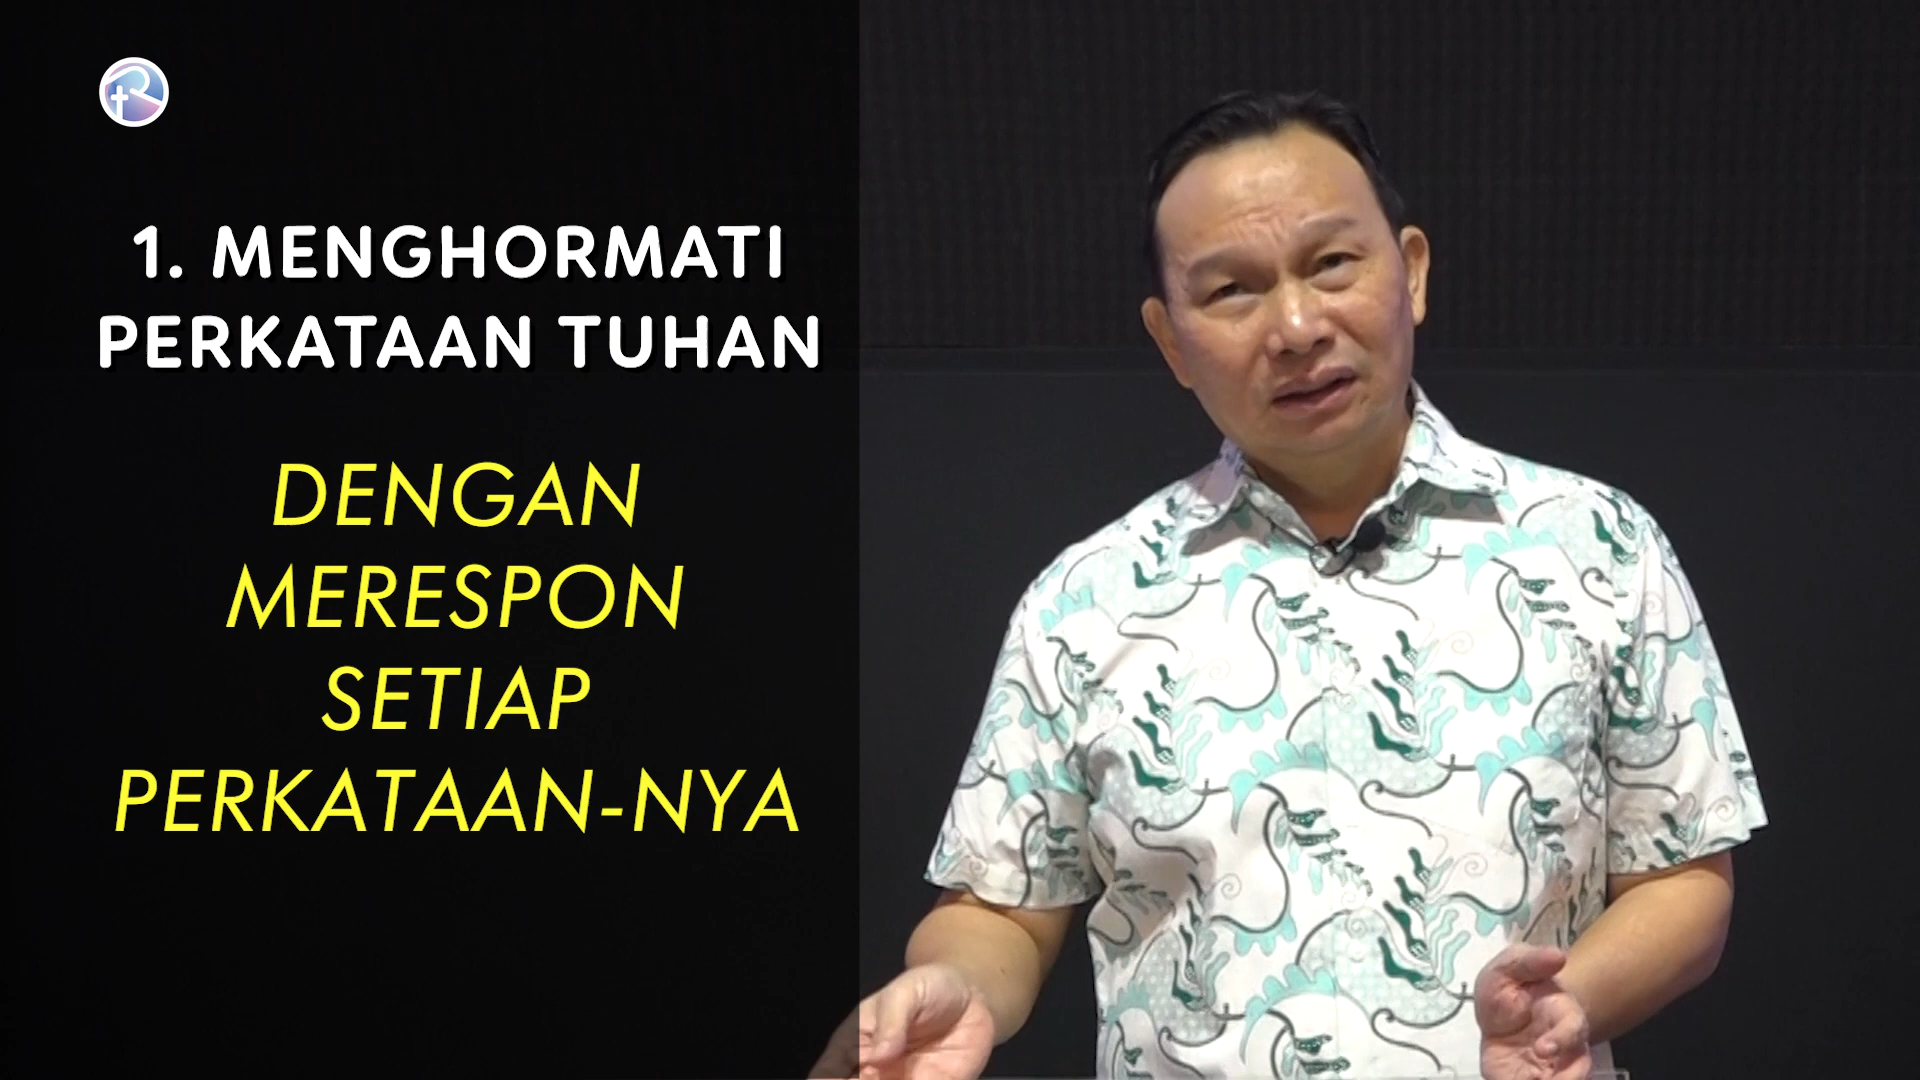 1. MENGHORMATI
PERKATAAN TUHAN
DENGAN
MERESPON
SETIAP
PERKATAAN-NYA